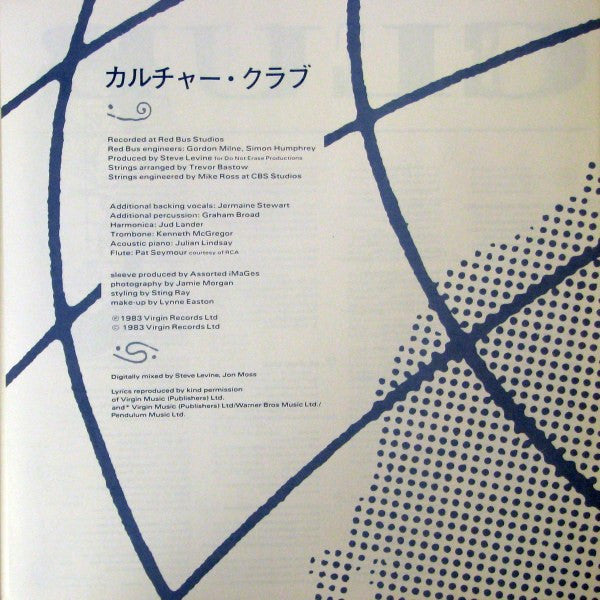 カルチャー・クラブ
Recorded at Red Bus Studios
Red Bus engineers: Gordon Milne, Simon Humphrey
Produced by Steve Levine for Do Not Erase Productions
Strings arranged by Trevor Bastow
Strings engineered by Mike Ross at CBS Studios
Additional backing vocals: Jermaine Stewart
Additional percussion: Graham Broad
Harmonica: Jud Lander
Trombone: Kenneth McGregor
Acoustic piano: Julian Lindsay
Flute: Pat Seymour courtesy of RCA
sleeve produced by Assorted iMaGes
photography by Jamie Morgan
styling by Sting Ray
make-up by Lynne Easton
℗ 1983 Virgin Records Ltd
© 1983 Virgin Records Ltd
Digitally mixed by Steve Levine, Jon Moss
Lyrics reproduced by kind permission
of Virgin Music (Publishers) Ltd.
and * Virgin Music (Publishers) Ltd/Warner Bros Music Ltd./
Pendulum Music Ltd.